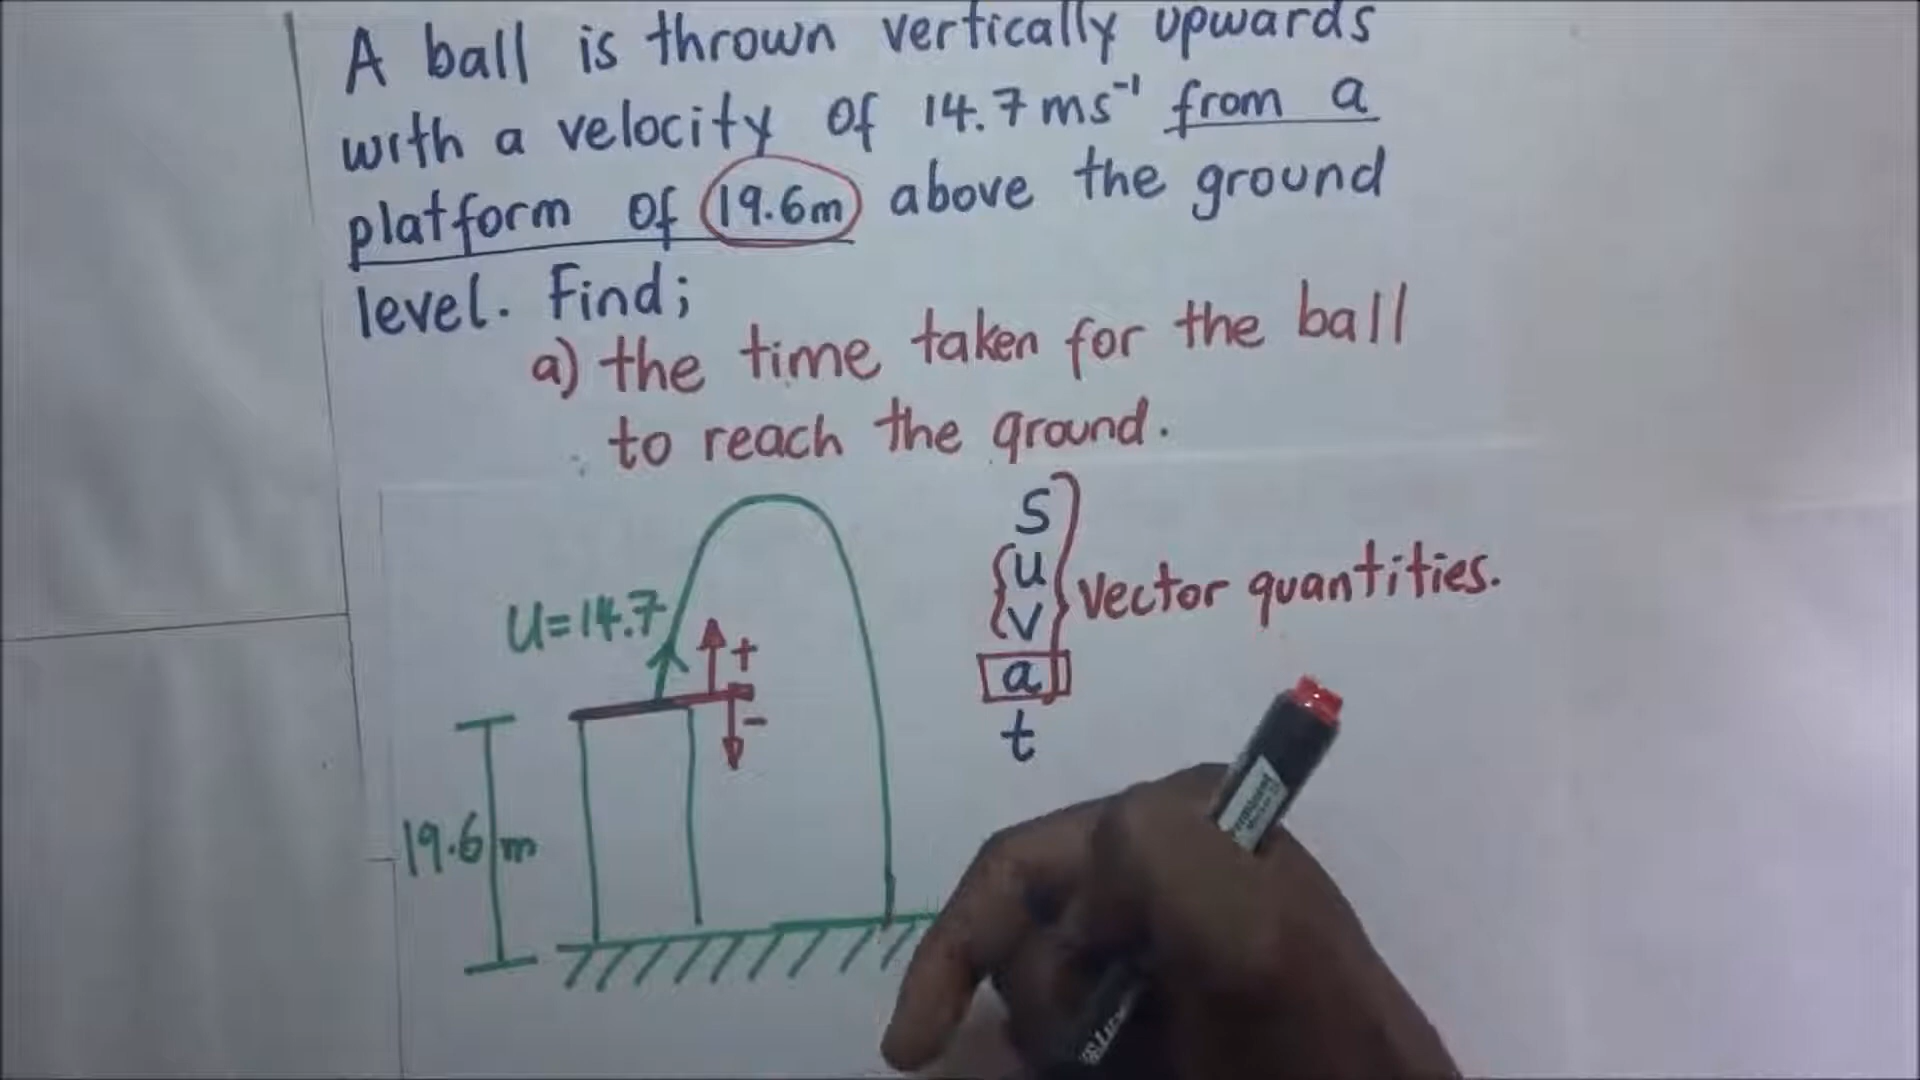 A ball is thrown vertically upwards
with a velocity of 14.7 ms⁻¹ from a
platform of 19.6m above the ground
level. Find;
a) the time taken for the ball
to reach the ground.
U=14.7
+
-
19.6 m
S
u
v
a
t
Vector quantities.